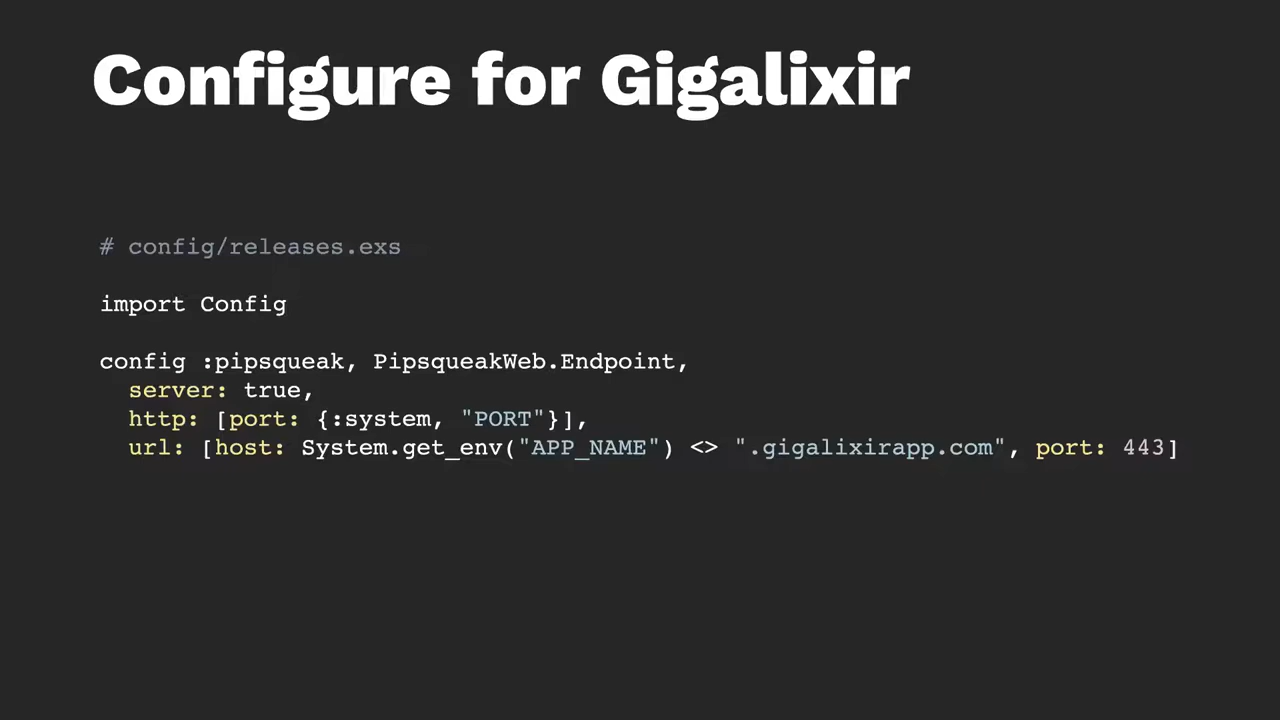 Configure for Gigalixir
# config/releases.exs
import Config
config :pipsqueak, PipsqueakWeb.Endpoint,
  server: true,
  http: [port: {:system, "PORT"}],
  url: [host: System.get_env("APP_NAME") <> ".gigalixirapp.com", port: 443]